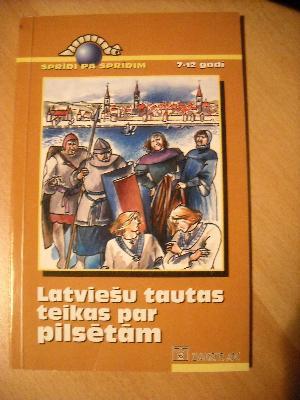 SPRĪDI PA SPRĪDIM
7-12 gadi
Latviešu tautas
teikas par
pilsētām